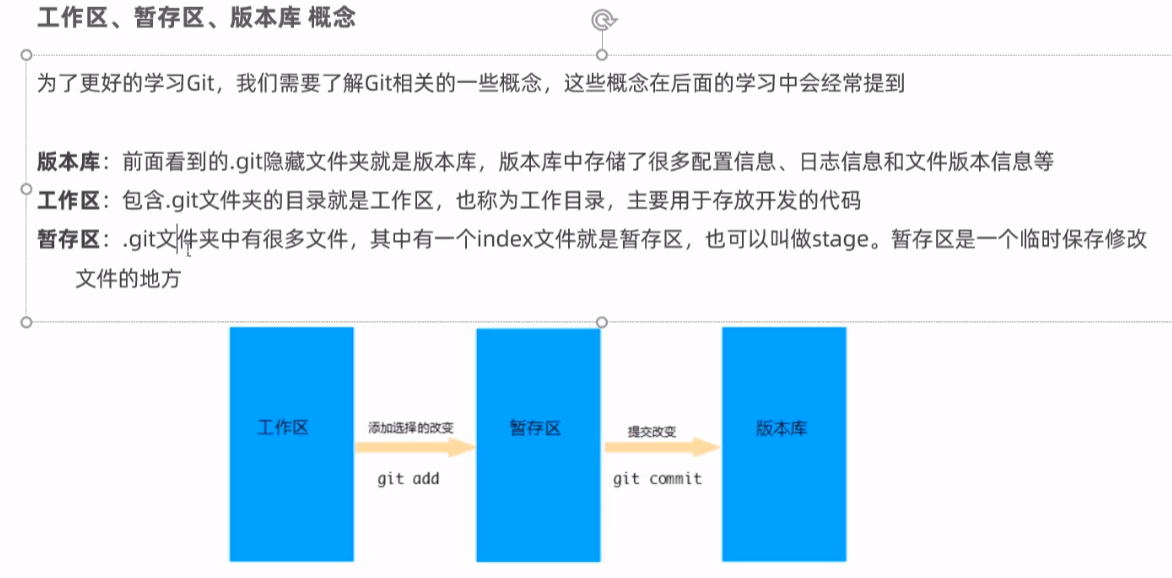 工作区、暂存区、版本库 概念
为了更好的学习Git，我们需要了解Git相关的一些概念，这些概念在后面的学习中会经常提到
版本库：前面看到的.git隐藏文件夹就是版本库，版本库中存储了很多配置信息、日志信息和文件版本信息等
工作区：包含.git文件夹的目录就是工作区，也称为工作目录，主要用于存放开发的代码
暂存区：.git文件夹中有很多文件，其中有一个index文件就是暂存区，也可以叫做stage。暂存区是一个临时保存修改
文件的地方
工作区
添加选择的改变
git add
暂存区
提交改变
git commit
版本库